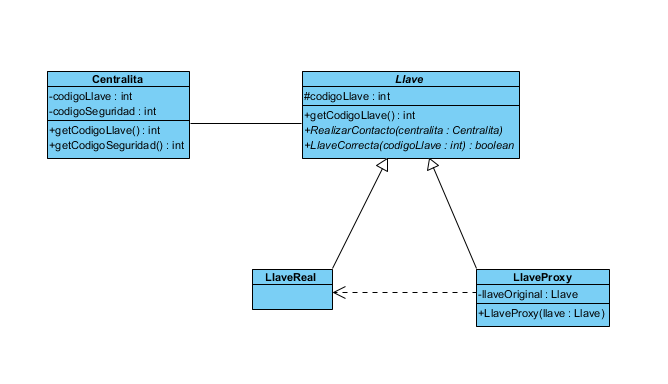 Centralita
-codigoLlave : int
-codigoSeguridad : int
+getCodigoLlave() : int
+getCodigoSeguridad() : int
Llave
#codigoLlave : int
+getCodigoLlave() : int
+RealizarContacto(centralita : Centralita)
+LlaveCorrecta(codigoLlave : int) : boolean
LlaveReal
LlaveProxy
-llaveOriginal : Llave
+LlaveProxy(llave : Llave)